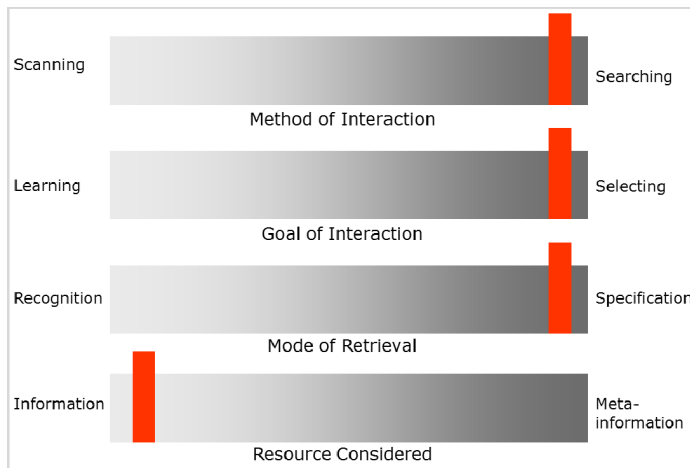 Scanning
Searching
Method of Interaction
Learning
Selecting
Goal of Interaction
Recognition
Specification
Mode of Retrieval
Information
Meta-
information
Resource Considered